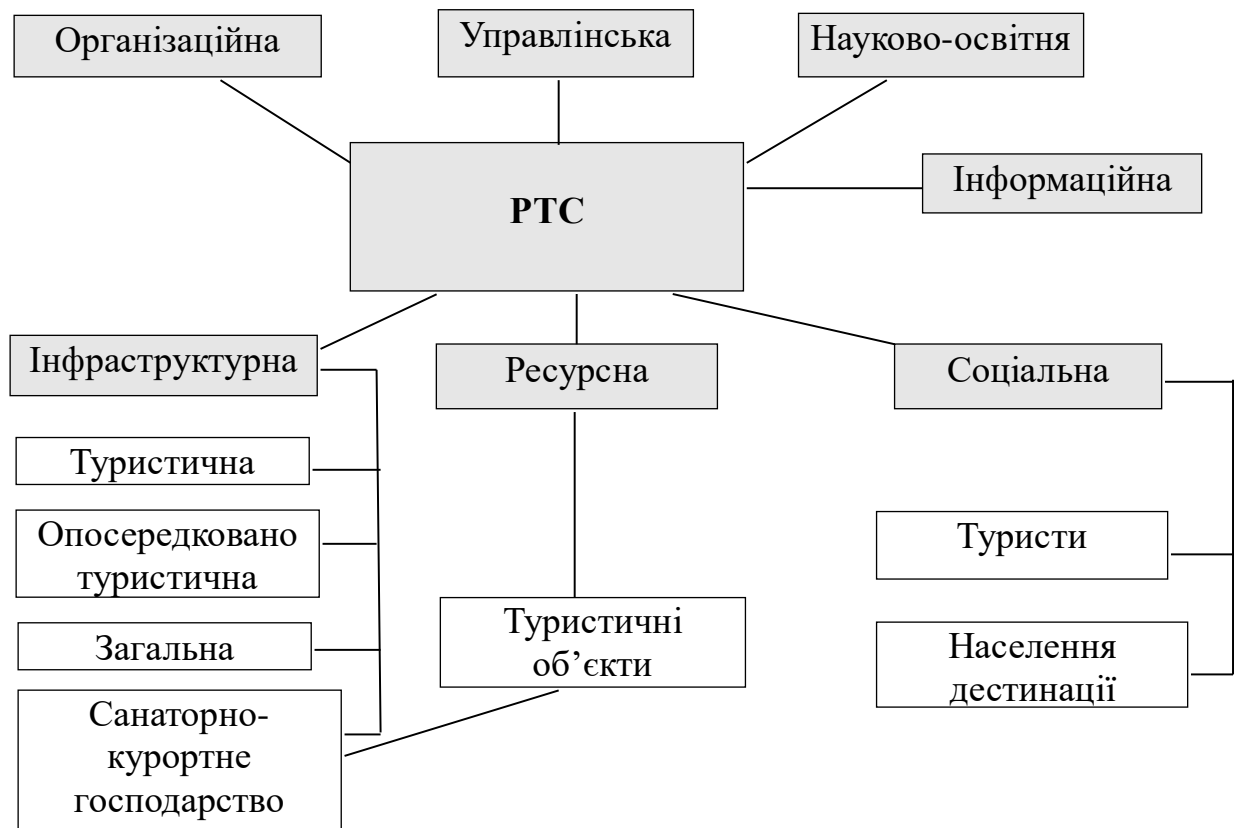 Організаційна
Управлінська
Науково-освітня
РТС
Інформаційна
Інфраструктурна
Ресурсна
Соціальна
Туристична
Опосередковано
туристична
Загальна
Санаторно-
курортне
господарство
Туристичні
об’єкти
Туристи
Населення
дестинації